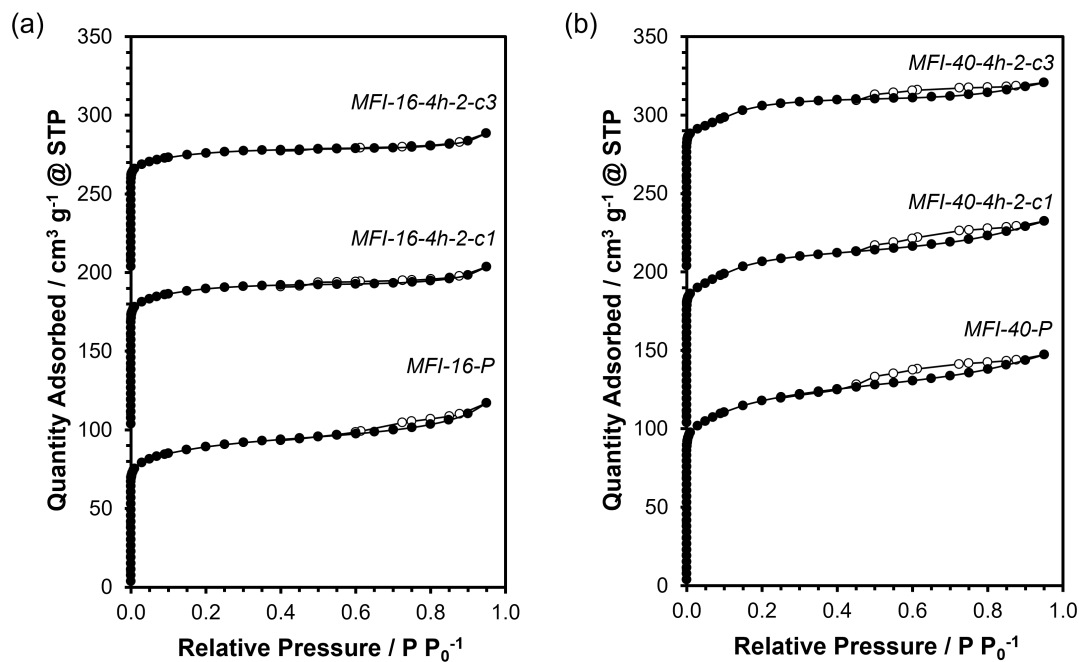 (a)
350
300
250
200
150
100
50
0
0.0 0.2 0.4 0.6 0.8 1.0
Quantity Adsorbed / cm³ g⁻¹ @ STP
Relative Pressure / P P₀⁻¹
MFI-16-4h-2-c3
MFI-16-4h-2-c1
MFI-16-P
(b)
350
300
250
200
150
100
50
0
0.0 0.2 0.4 0.6 0.8 1.0
Quantity Adsorbed / cm³ g⁻¹ @ STP
Relative Pressure / P P₀⁻¹
MFI-40-4h-2-c3
MFI-40-4h-2-c1
MFI-40-P